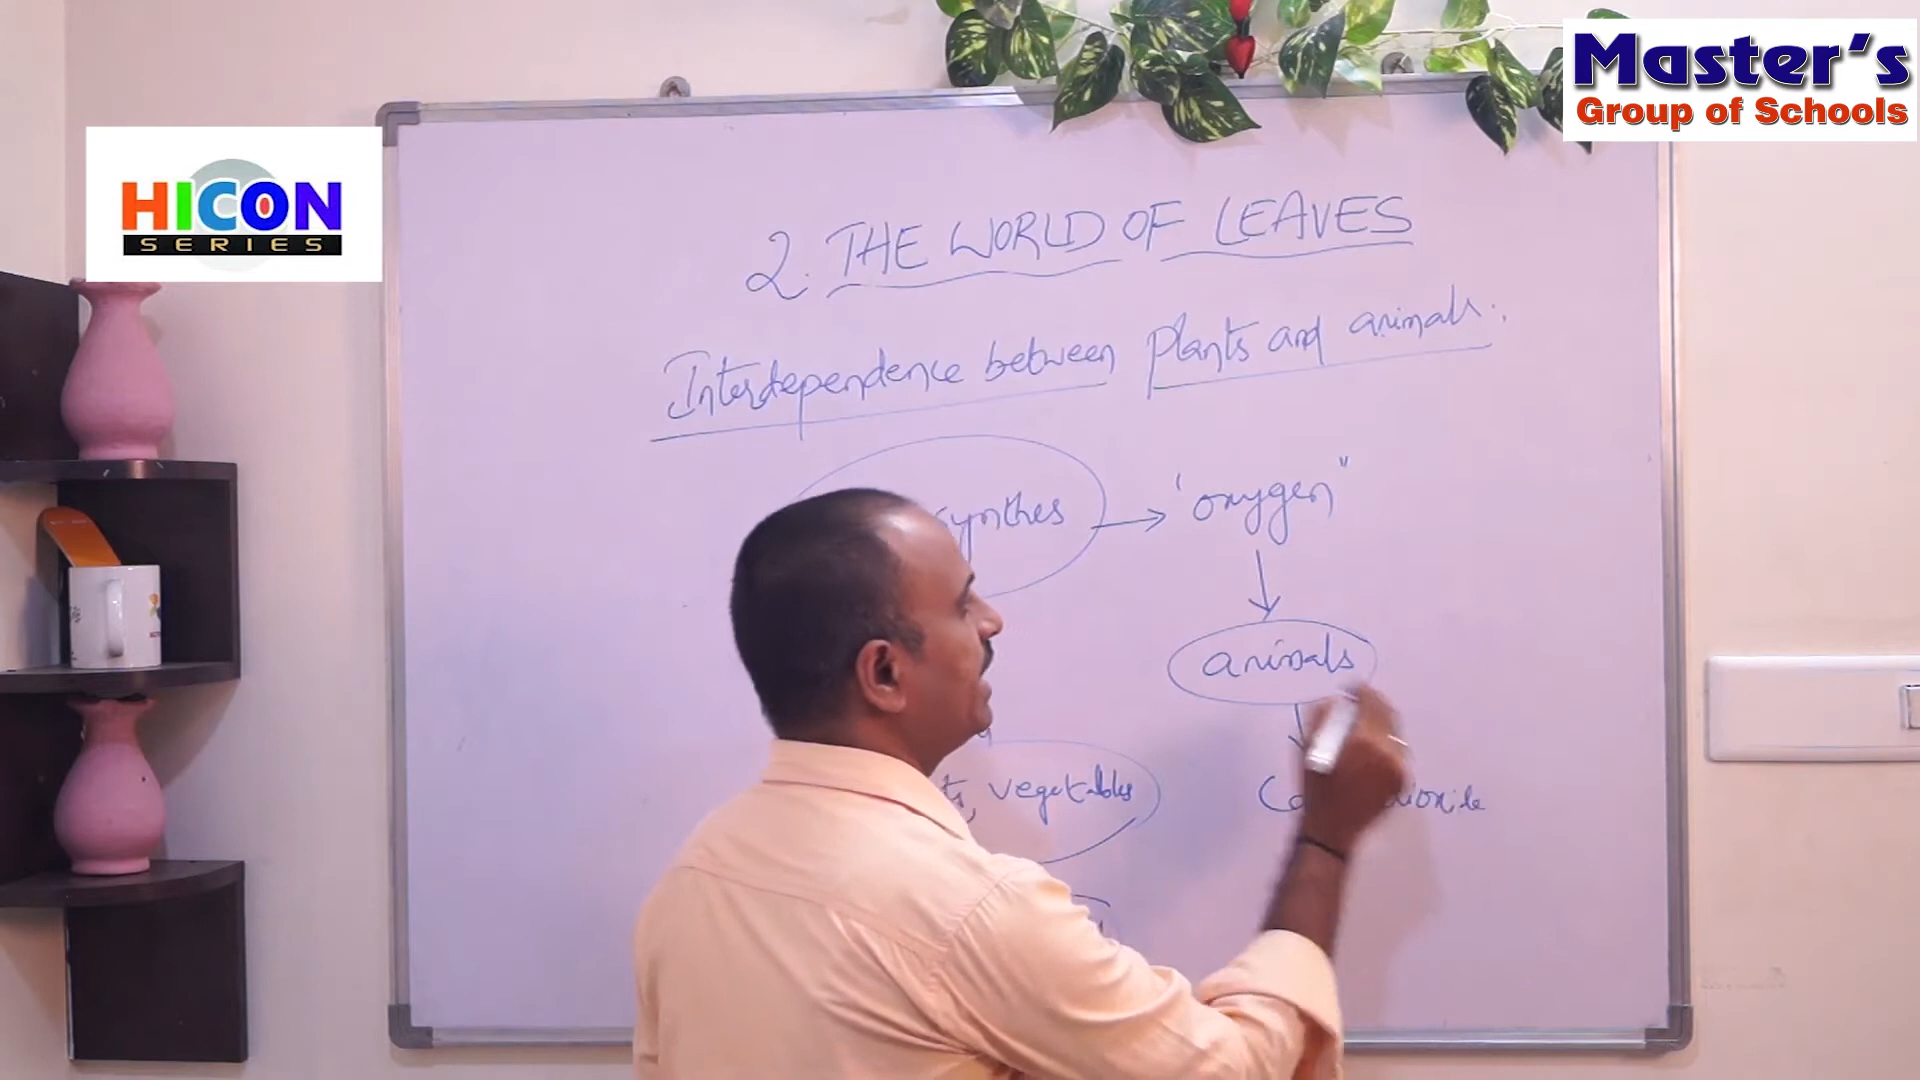 Master's
Group of Schools
HICON
SERIES
2. THE WORLD OF LEAVES
Interdependence between plants and animals.
synthes → 'oxygen"
animals
vegetables